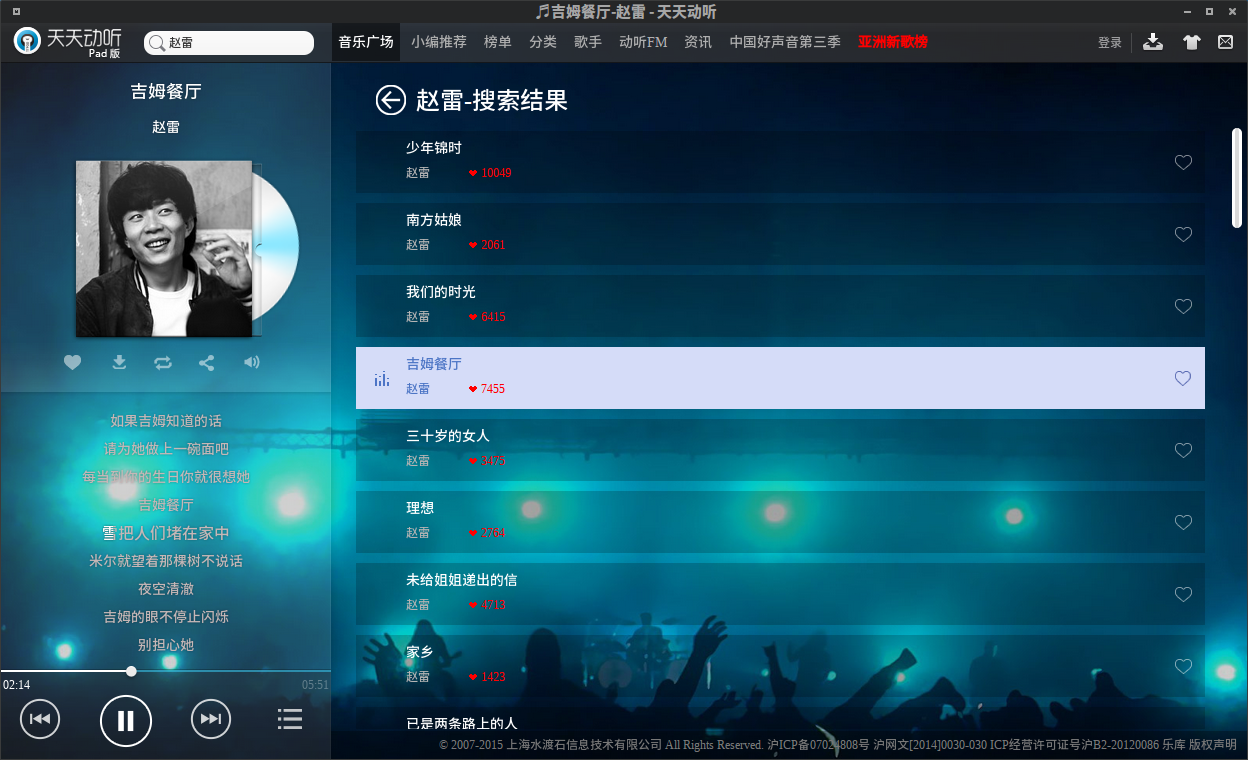 吉姆餐厅-赵雷 - 天天动听
天天动听
Pad 版
赵雷
音乐广场 小编推荐 榜单 分类 歌手 动听FM 资讯 中国好声音第三季 亚洲新歌榜
登录
吉姆餐厅
赵雷
如果吉姆知道的话
请为她做上一碗面吧
每当到你的生日你就很想她
吉姆餐厅
雪把人们堵在家中
米尔就望着那棵树不说话
夜空清澈
吉姆的眼不停止闪烁
别担心她
02:14 05:51
赵雷-搜索结果
少年锦时
赵雷 ❤ 10049
南方姑娘
赵雷 ❤ 2061
我们的时光
赵雷 ❤ 6415
吉姆餐厅
赵雷 ❤ 7455
三十岁的女人
赵雷 ❤ 3475
理想
赵雷 ❤ 2764
未给姐姐递出的信
赵雷 ❤ 4713
家乡
赵雷 ❤ 1423
已是两条路上的人
© 2007-2015 上海水渡石信息技术有限公司 All Rights Reserved. 沪ICP备07024808号 沪网文[2014]0030-030 ICP经营许可证号沪B2-20120086 乐库 版权声明